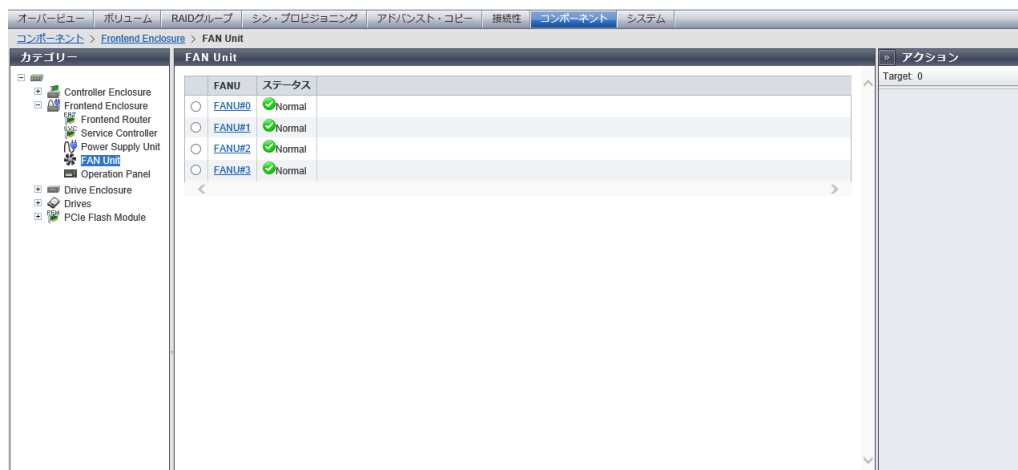 オーバービュー ボリューム RAIDグループ シン・プロビジョニング アドバンスト・コピー 接続性 コンポーネント システム
コンポーネント > Frontend Enclosure > FAN Unit
カテゴリー
Controller Enclosure
Frontend Enclosure
Frontend Router
Service Controller
Power Supply Unit
FAN Unit
Operation Panel
Drive Enclosure
Drives
PCIe Flash Module
FAN Unit
FANU ステータス
FANU#0 Normal
FANU#1 Normal
FANU#2 Normal
FANU#3 Normal
» アクション
Target: 0